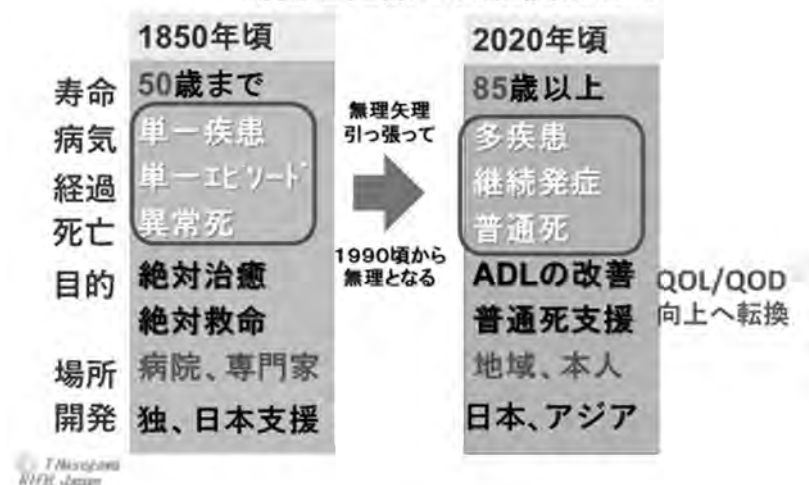 1850年頃 2020年頃
寿命 50歳まで 85歳以上
病気 単一疾患 多疾患
経過 単一エピソード 継続発症
死亡 異常死 普通死
無理矢理
引っ張って
1990頃から
無理となる
目的 絶対治癒 ADLの改善
絶対救命 普通死支援
QOL/QOD
向上へ転換
場所 病院、専門家 地域、本人
開発 独、日本支援 日本、アジア
Japan